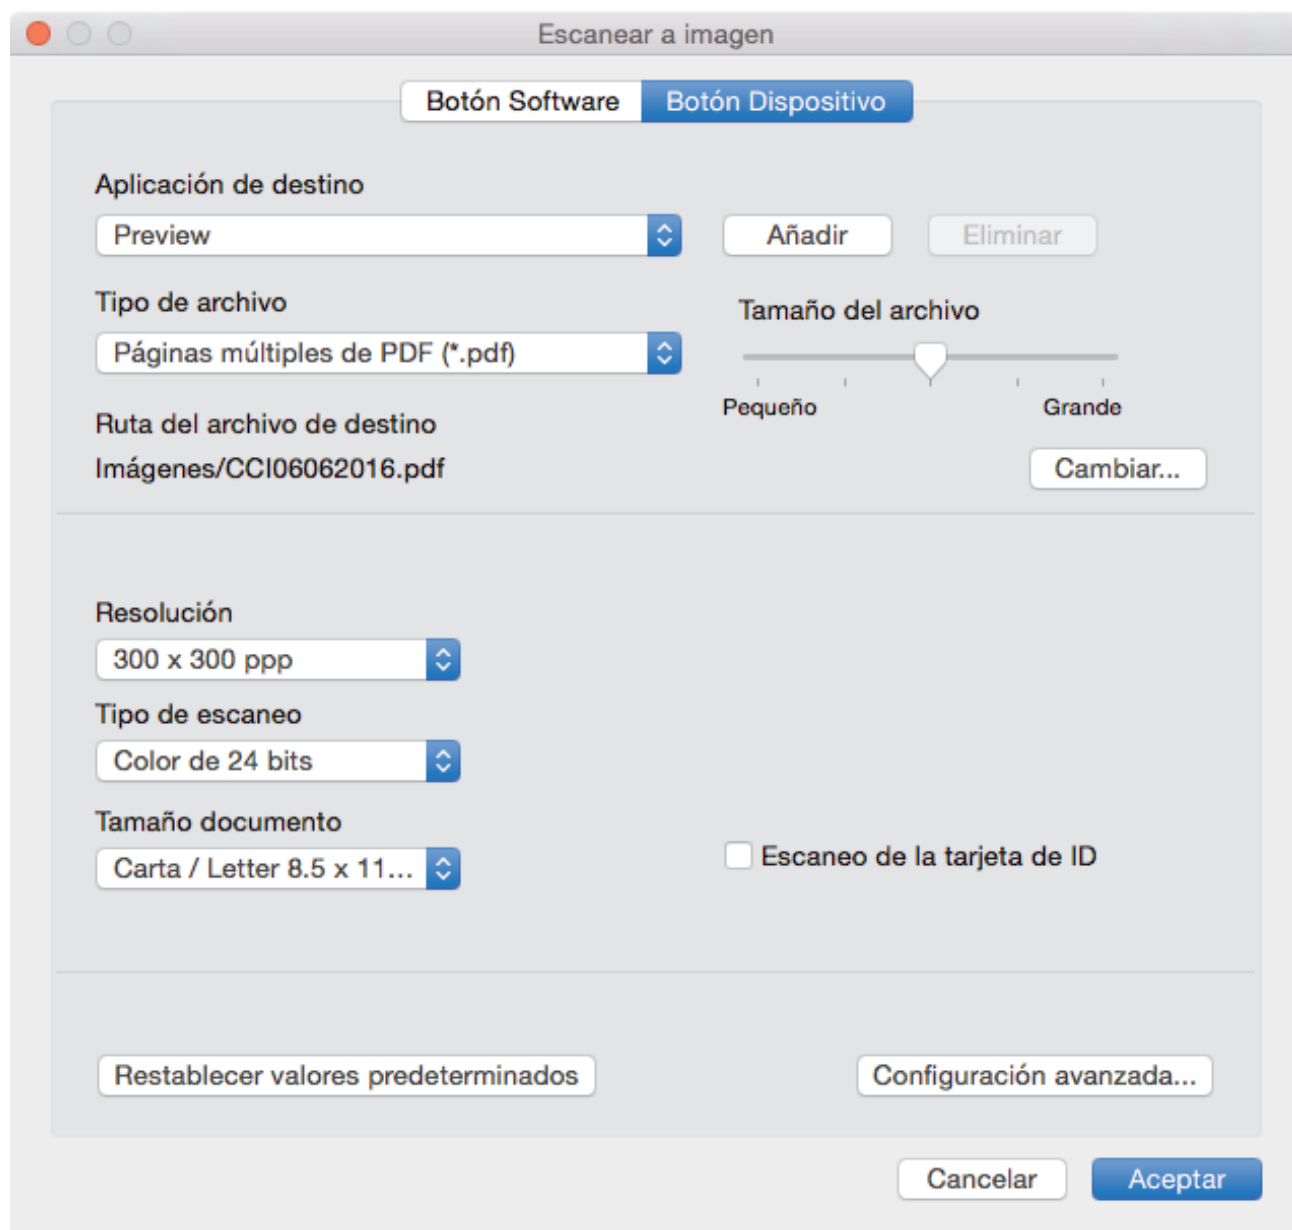 Escanear a imagen
Botón Software Botón Dispositivo
Aplicación de destino
Preview Añadir Eliminar
Tipo de archivo
Tamaño del archivo
Páginas múltiples de PDF (*.pdf)
Pequeño Grande
Ruta del archivo de destino
Imágenes/CCI06062016.pdf Cambiar...
Resolución
300 x 300 ppp
Tipo de escaneo
Color de 24 bits
Tamaño documento
Carta / Letter 8.5 x 11... Escaneo de la tarjeta de ID
Restablecer valores predeterminados Configuración avanzada...
Cancelar Aceptar